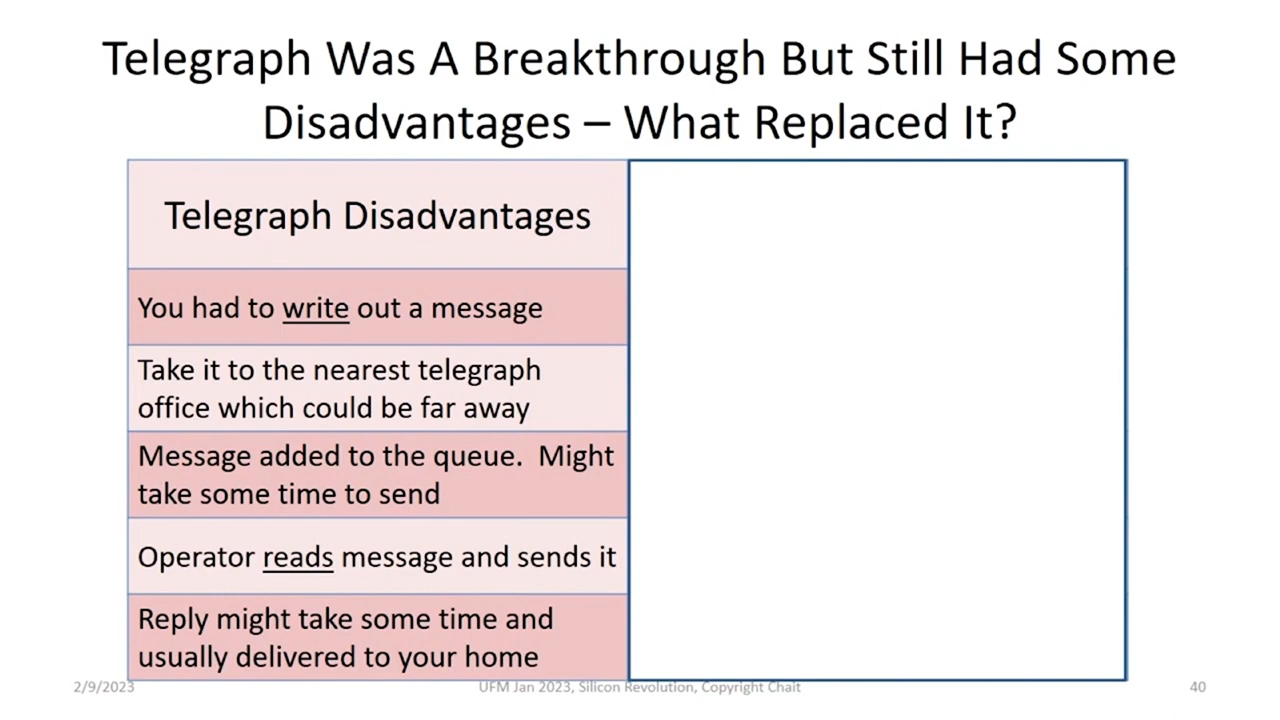 Telegraph Was A Breakthrough But Still Had Some
Disadvantages – What Replaced It?
Telegraph Disadvantages
You had to write out a message
Take it to the nearest telegraph
office which could be far away
Message added to the queue.  Might
take some time to send
Operator reads message and sends it
Reply might take some time and
usually delivered to your home
2/9/2023
UFM Jan 2023, Silicon Revolution, Copyright Chait
40